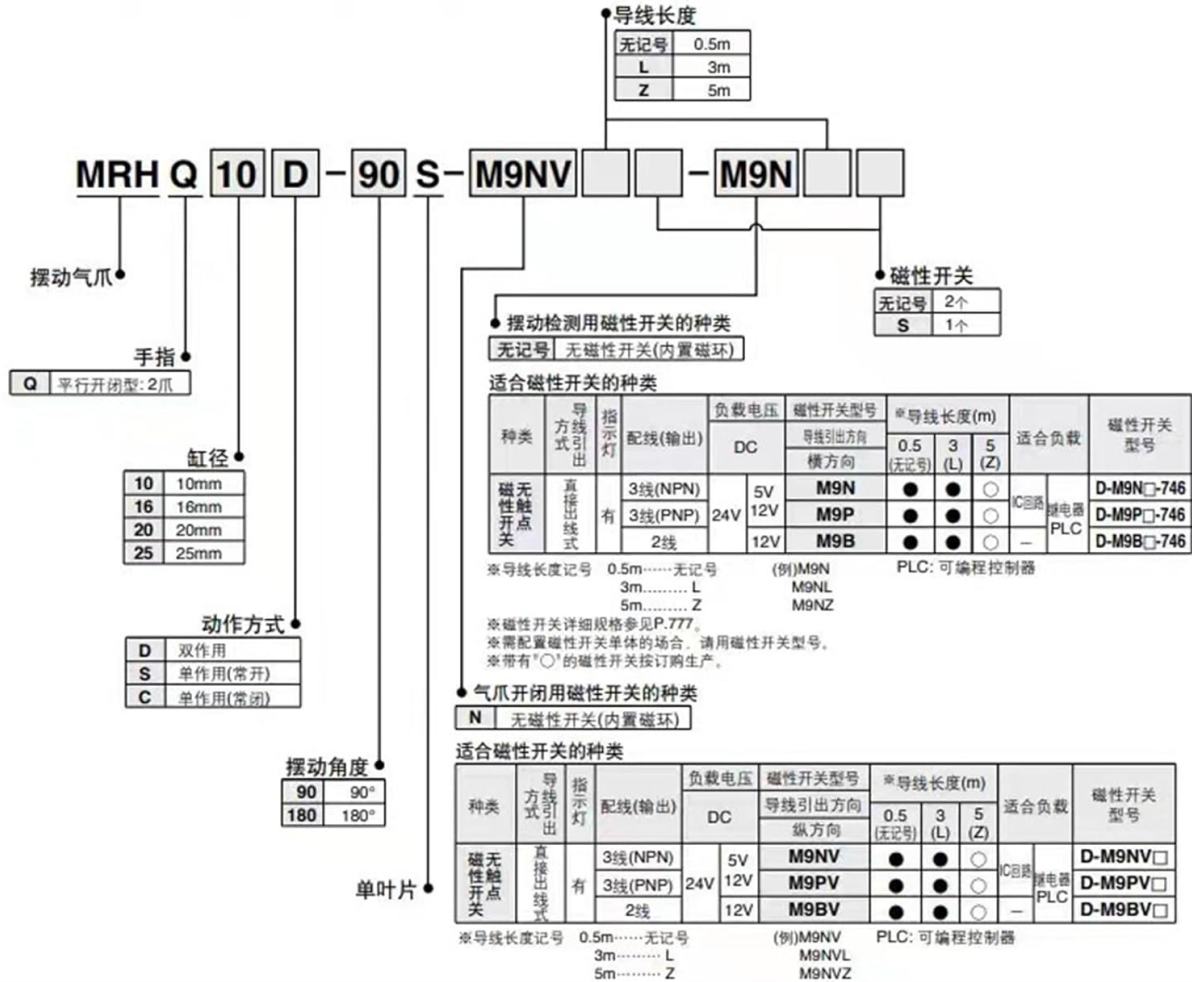 导线长度
无记号 0.5m
L 3m
Z 5m
MRH Q 10 D - 90 S - M9NV - M9N
摆动气爪
手指
Q 平行开闭型: 2爪
缸径
10 10mm
16 16mm
20 20mm
25 25mm
动作方式
D 双作用
S 单作用(常开)
C 单作用(常闭)
摆动角度
90 90°
180 180°
单叶片
磁性开关
无记号 2个
S 1个
摆动检测用磁性开关的种类
无记号 无磁性开关(内置磁环)
适合磁性开关的种类
种类 导线引出方式 指示灯 配线(输出) 负载电压 磁性开关型号 ※导线长度(m) 适合负载 磁性开关型号
DC 导线引出方向 0.5 (无记号) 3 (L) 5 (Z)
横方向
无触点磁性开关 直接出线式 有 3线(NPN) 24V 5V 12V M9N ● ● ○ IC回路 继电器 PLC D-M9N□-746
3线(PNP) M9P ● ● ○ D-M9P□-746
2线 12V M9B ● ● ○ – D-M9B□-746
※导线长度记号 0.5m······无记号 (例)M9N PLC: 可编程控制器
3m......... L M9NL
5m......... Z M9NZ
※磁性开关详细规格参见P.777。
※需配置磁性开关单体的场合，请用磁性开关型号。
※带有"○"的磁性开关按订购生产。
气爪开闭用磁性开关的种类
N 无磁性开关(内置磁环)
适合磁性开关的种类
种类 导线引出方式 指示灯 配线(输出) 负载电压 磁性开关型号 ※导线长度(m) 适合负载 磁性开关型号
DC 导线引出方向 0.5 (无记号) 3 (L) 5 (Z)
纵方向
无触点磁性开关 直接出线式 有 3线(NPN) 24V 5V 12V M9NV ● ● ○ IC回路 继电器 PLC D-M9NV□
3线(PNP) M9PV ● ● ○ D-M9PV□
2线 12V M9BV ● ● ○ – D-M9BV□
※导线长度记号 0.5m······无记号 (例)M9NV PLC: 可编程控制器
3m········· L M9NVL
5m········· Z M9NVZ